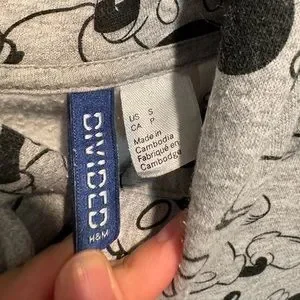 DIVIDED
H&M
US S
CA P
Made in
Cambodia
Fabriqué en
Cambodge